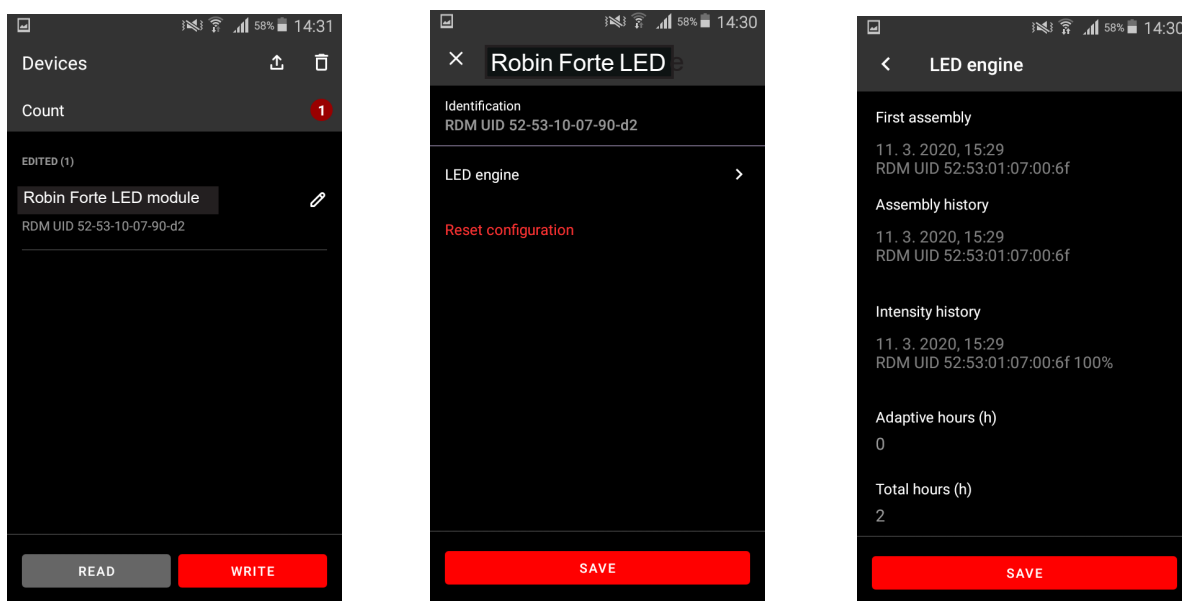 58% 14:31
Devices
Count
1
EDITED (1)
Robin Forte LED module
RDM UID 52-53-10-07-90-d2
READ
WRITE
58% 14:30
Robin Forte LED
Identification
RDM UID 52-53-10-07-90-d2
LED engine
Reset configuration
SAVE
58% 14:30
LED engine
First assembly
11. 3. 2020, 15:29
RDM UID 52:53:01:07:00:6f
Assembly history
11. 3. 2020, 15:29
RDM UID 52:53:01:07:00:6f
Intensity history
11. 3. 2020, 15:29
RDM UID 52:53:01:07:00:6f 100%
Adaptive hours (h)
0
Total hours (h)
2
SAVE